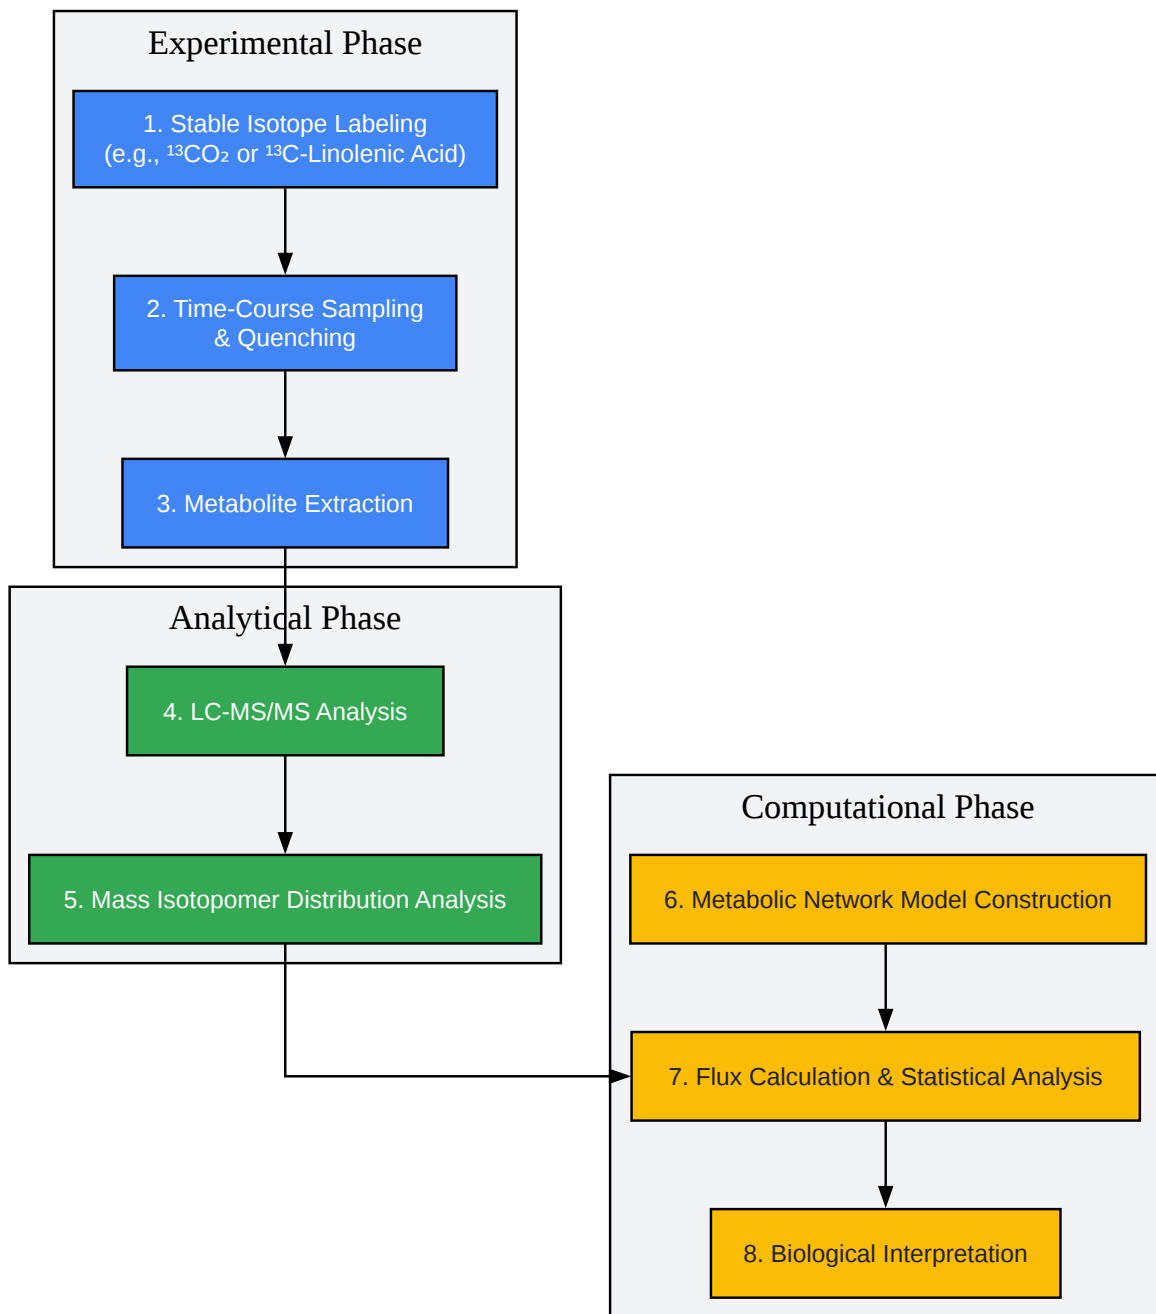 Experimental Phase
1. Stable Isotope Labeling
(e.g., ¹³CO₂ or ¹³C-Linolenic Acid)
2. Time-Course Sampling
& Quenching
3. Metabolite Extraction
Analytical Phase
4. LC-MS/MS Analysis
5. Mass Isotopomer Distribution Analysis
Computational Phase
6. Metabolic Network Model Construction
7. Flux Calculation & Statistical Analysis
8. Biological Interpretation